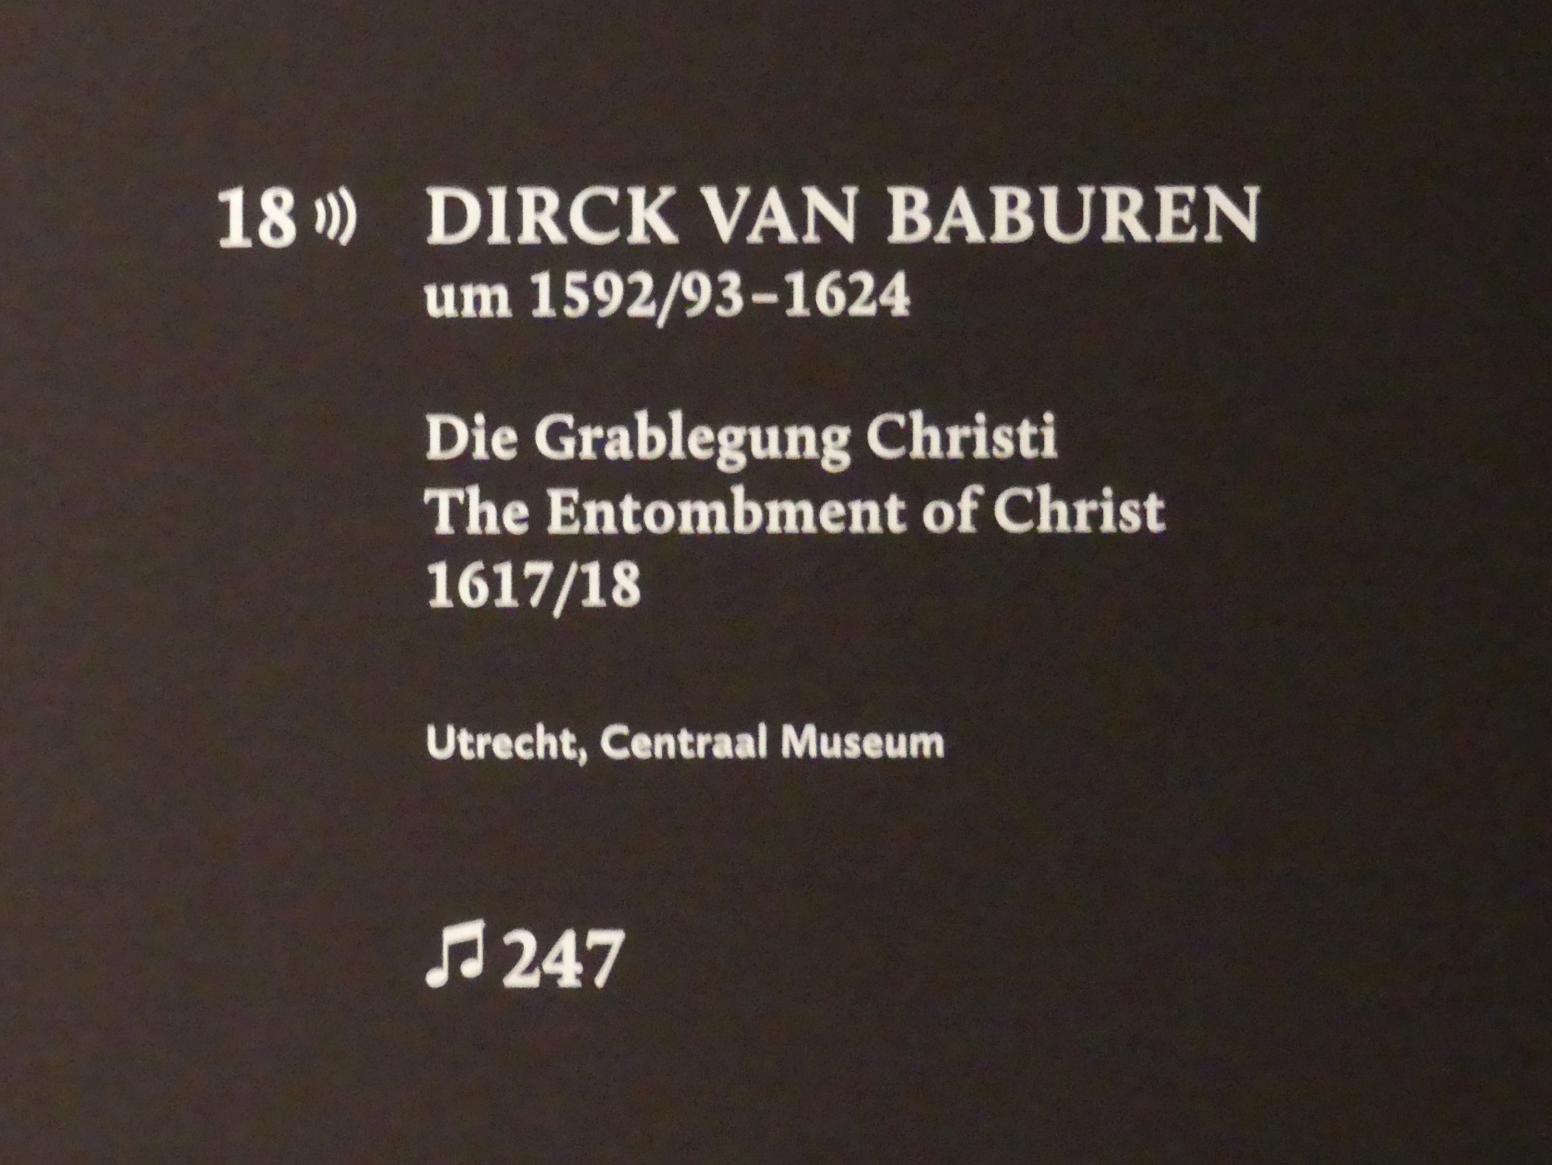 18 DIRCK VAN BABUREN
um 1592/93–1624
Die Grablegung Christi
The Entombment of Christ
1617/18
Utrecht, Centraal Museum
♫ 247